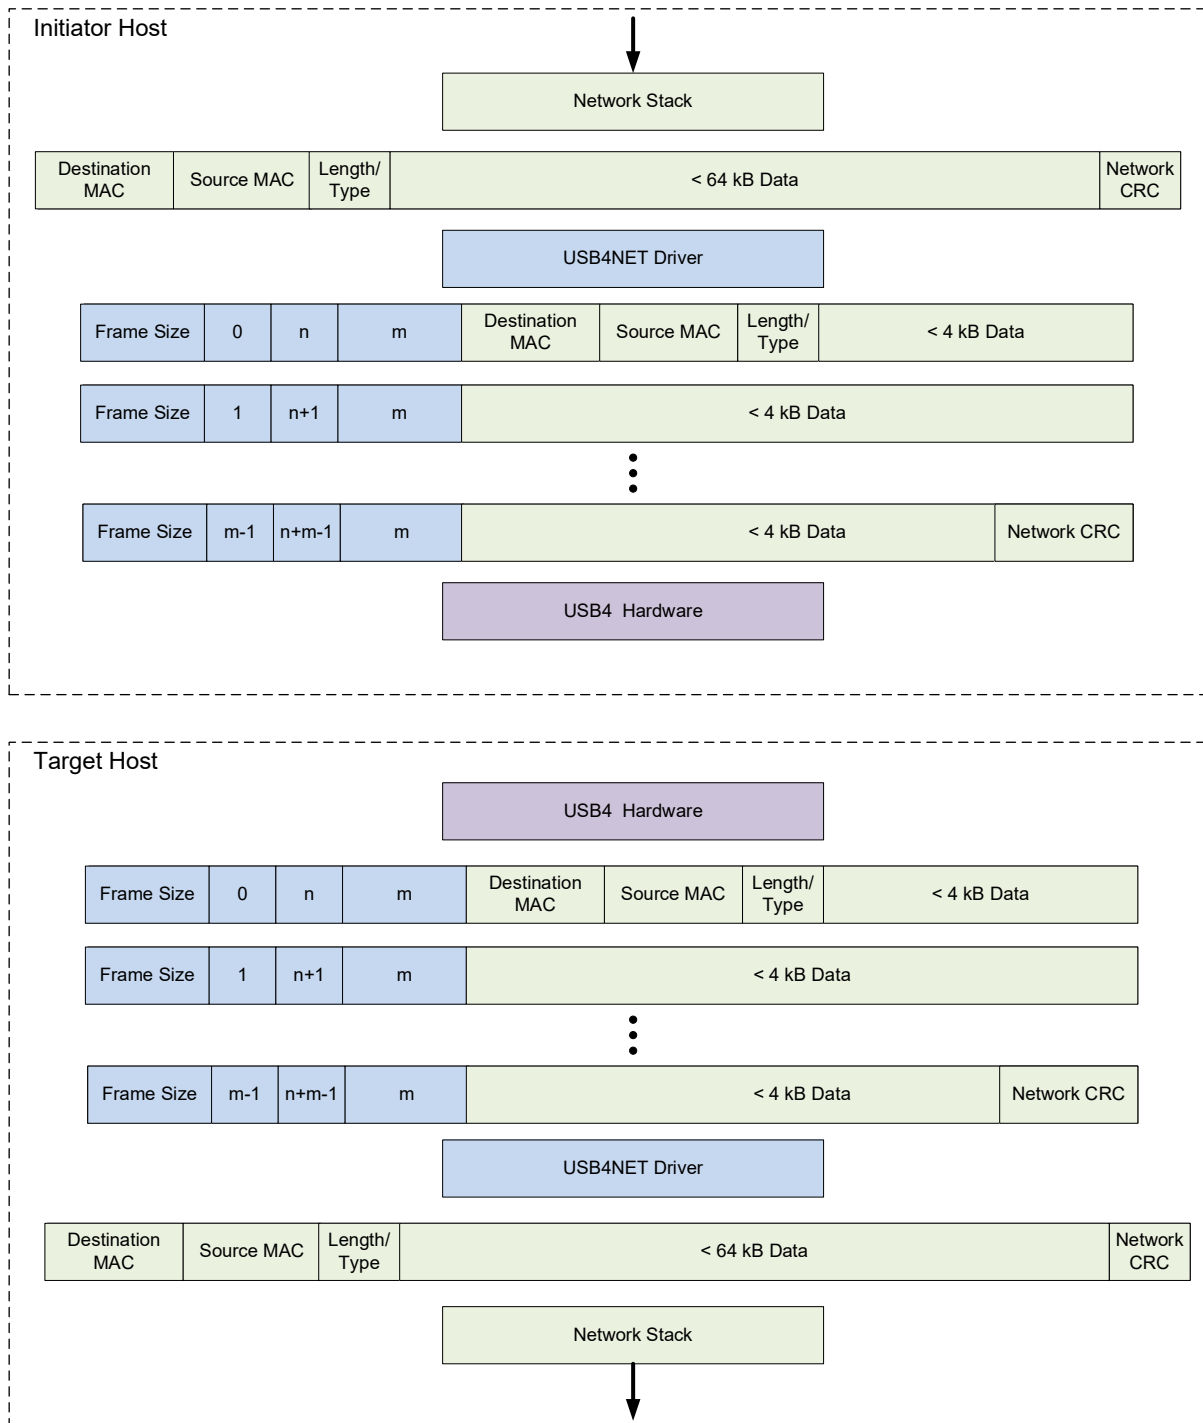 Initiator Host
Network Stack
Destination MAC Source MAC Length/ Type < 64 kB Data Network CRC
USB4NET Driver
Frame Size 0 n m Destination MAC Source MAC Length/ Type < 4 kB Data
Frame Size 1 n+1 m < 4 kB Data
Frame Size m-1 n+m-1 m < 4 kB Data Network CRC
USB4 Hardware
Target Host
USB4 Hardware
Frame Size 0 n m Destination MAC Source MAC Length/ Type < 4 kB Data
Frame Size 1 n+1 m < 4 kB Data
Frame Size m-1 n+m-1 m < 4 kB Data Network CRC
USB4NET Driver
Destination MAC Source MAC Length/ Type < 64 kB Data Network CRC
Network Stack